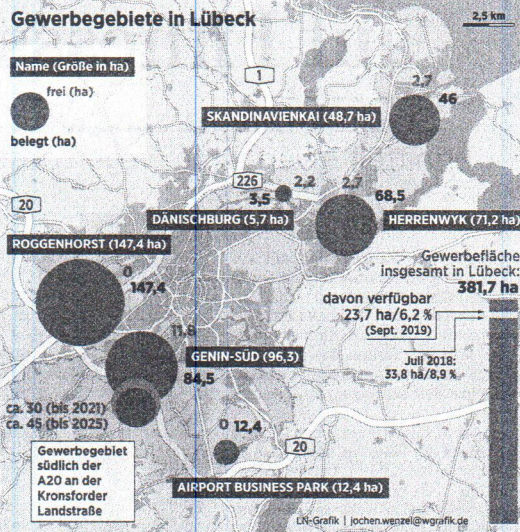 Gewerbegebiete in Lübeck
2,5 km
Name (Größe in ha)
frei (ha)
belegt (ha)
1
2,7
46
SKANDINAVIENKAI (48,7 ha)
226
2,2
3,5
DÄNISCHBURG (5,7 ha)
2,7
68,5
HERRENWYK (71,2 ha)
20
ROGGENHORST (147,4 ha)
0
147,4
Gewerbefläche
insgesamt in Lübeck:
381,7 ha
davon verfügbar
23,7 ha/6,2 %
(Sept. 2019)
Juli 2018:
33,8 ha/8,9 %
11,8
GENIN-SÜD (96,3)
84,5
ca. 30 (bis 2021)
ca. 45 (bis 2025)
Gewerbegebiet
südlich der
A20 an der
Kronsforder
Landstraße
0 12,4
20
AIRPORT BUSINESS PARK (12,4 ha)
LN-Grafik | jochen.wenzel@wgrafik.de